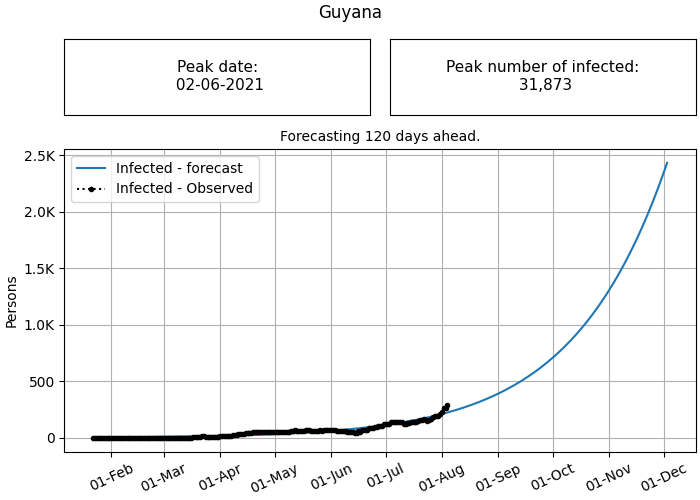 Guyana
Peak date:
02-06-2021
Peak number of infected:
31,873
Forecasting 120 days ahead.
Infected - forecast
Infected - Observed
2.5K
2.0K
1.5K
1.0K
500
0
Persons
01-Feb
01-Mar
01-Apr
01-May
01-Jun
01-Jul
01-Aug
01-Sep
01-Oct
01-Nov
01-Dec